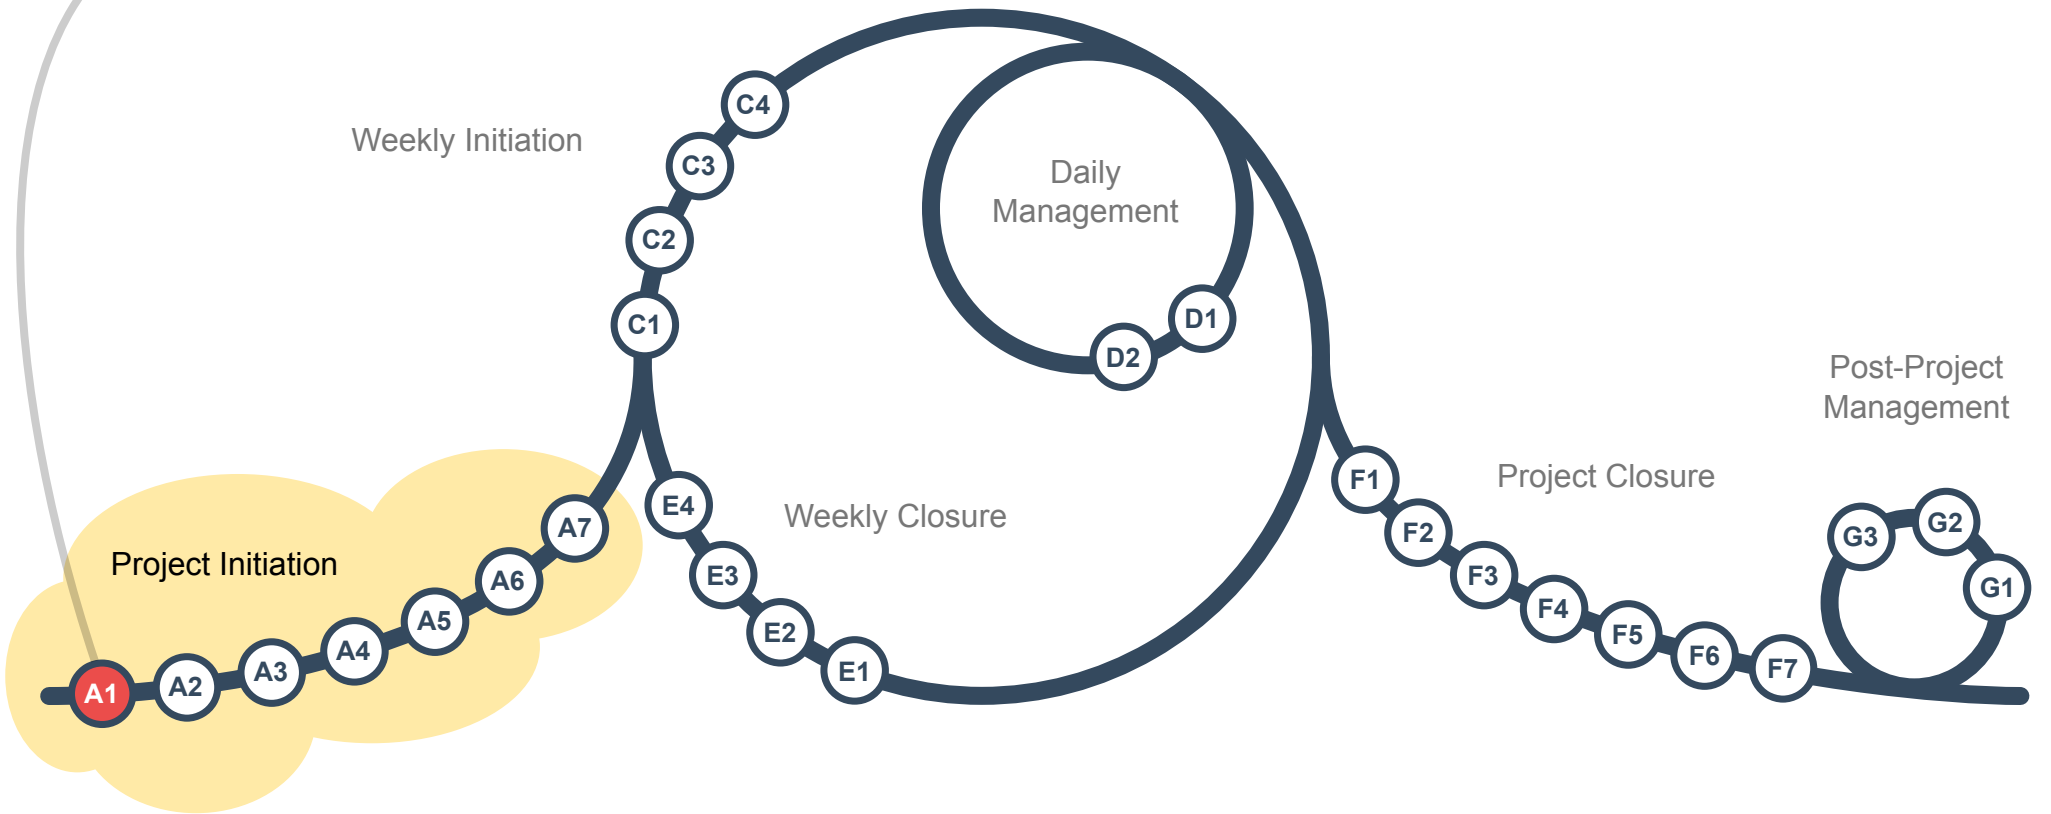 Weekly Initiation
C4
C3
C2
C1
Daily
Management
D1
D2
Project Initiation
A1
A2
A3
A4
A5
A6
A7
Weekly Closure
E4
E3
E2
E1
Project Closure
F1
F2
F3
F4
F5
F6
F7
Post-Project
Management
G3
G2
G1